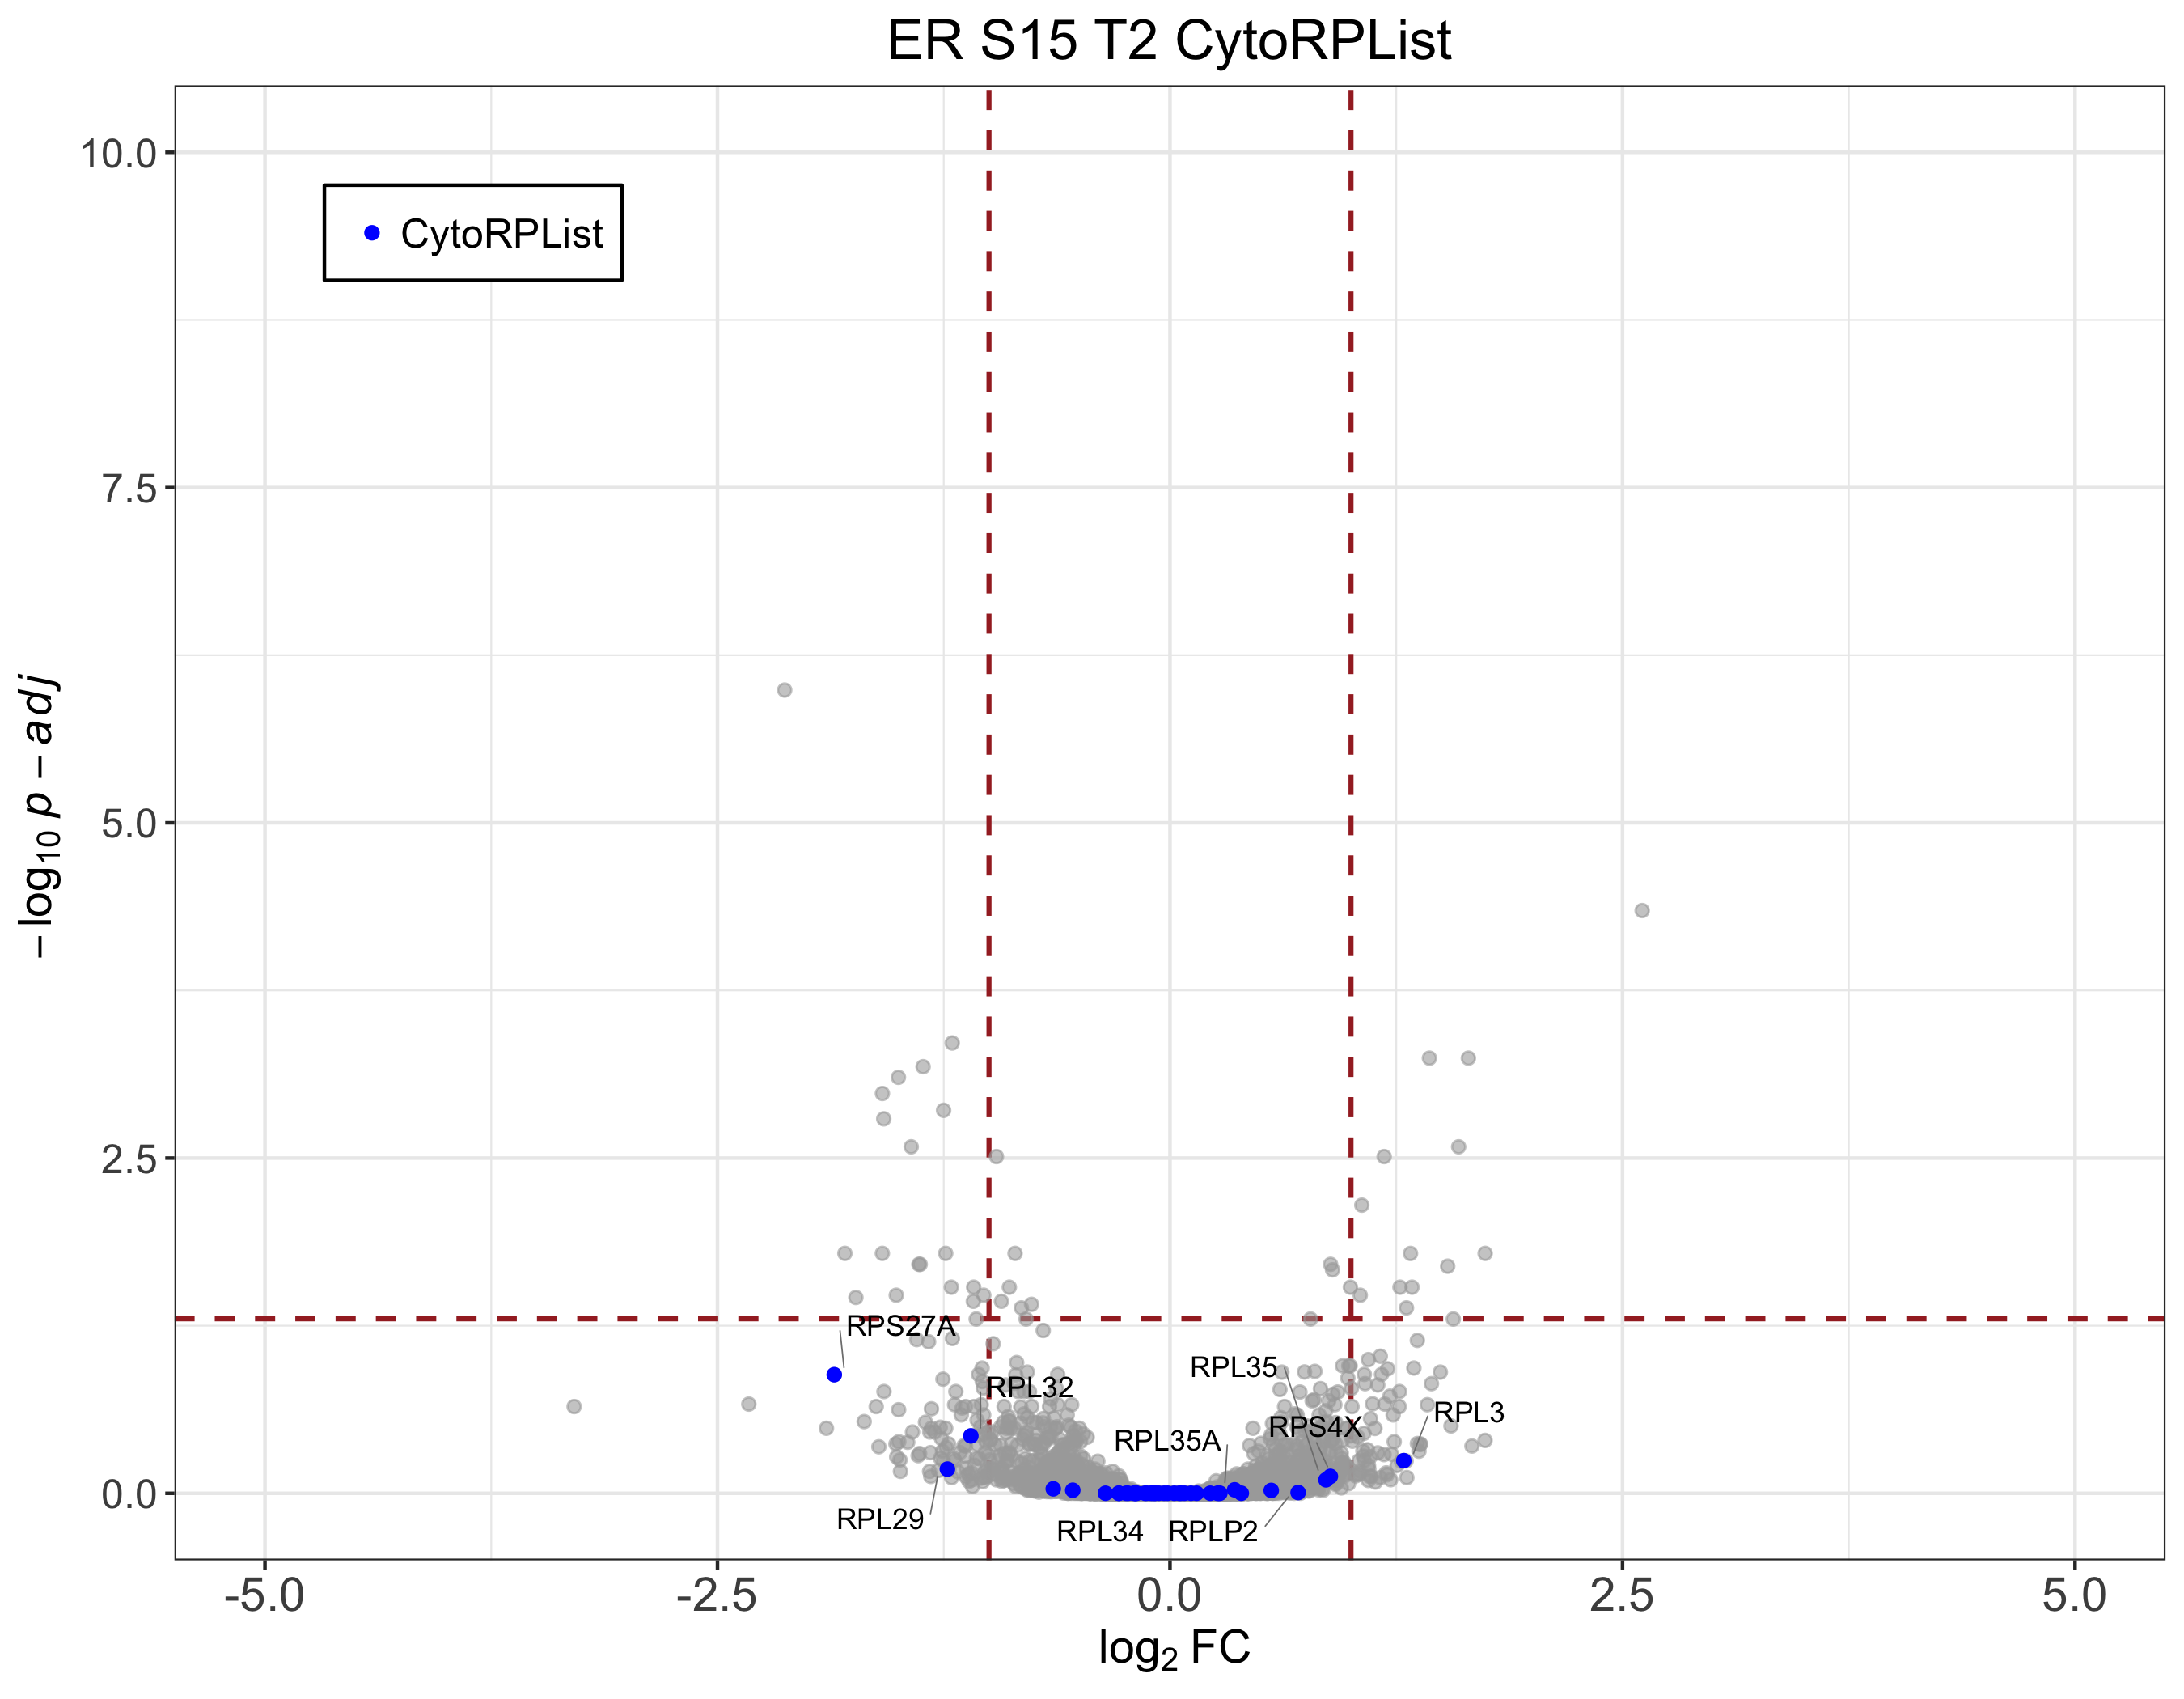 ER S15 T2 CytoRPList
10.0
7.5
5.0
2.5
0.0
−log10 p − adj
CytoRPList
RPS27A
RPL32
RPL35
RPL3
RPS4X
RPL35A
RPL29
RPL34
RPLP2
-5.0
-2.5
0.0
2.5
5.0
log2 FC